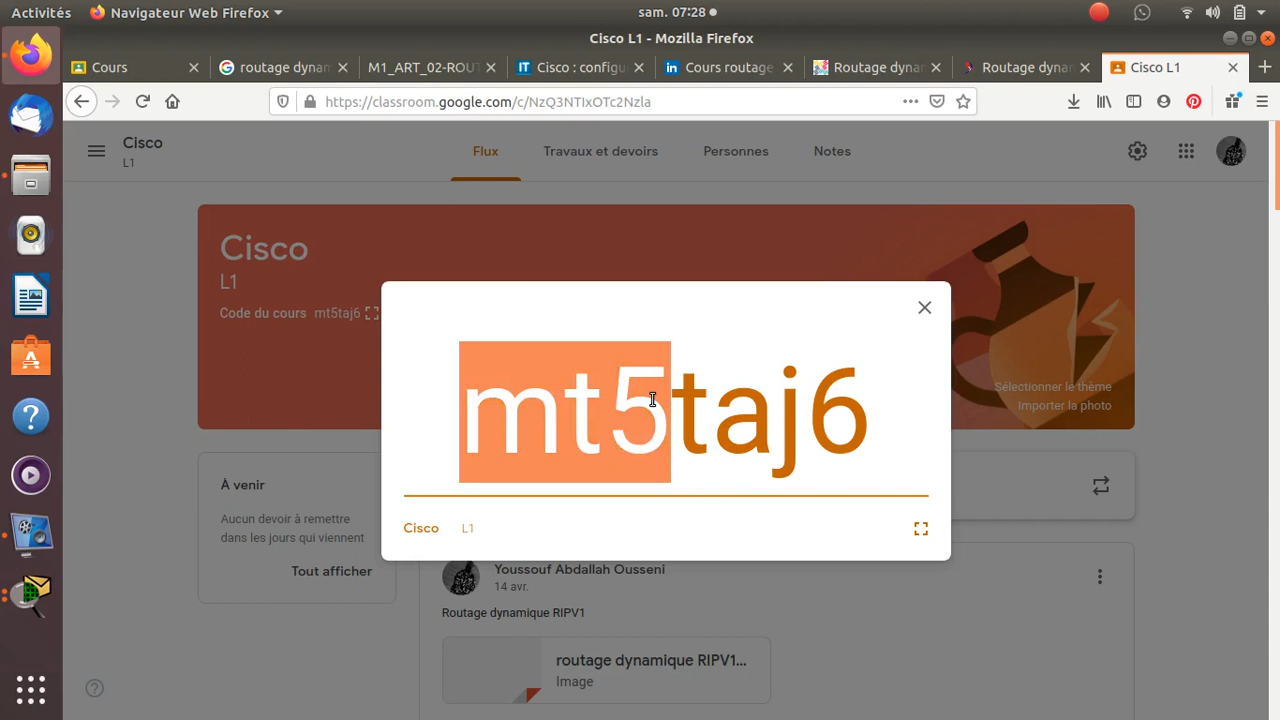 Activités
Navigateur Web Firefox
sam. 07:28
Cisco L1 - Mozilla Firefox
Cours
routage dynam
M1_ART_02-ROUT
Cisco : configu
Cours routage
Routage dynam
Routage dynam
Cisco L1
https://classroom.google.com/c/NzQ3NTIxOTc2Nzla
Cisco
L1
Flux
Travaux et devoirs
Personnes
Notes
Cisco
L1
Code du cours mt5taj6
Sélectionner le thème
Importer la photo
mt5taj6
Cisco L1
À venir
Aucun devoir à remettre
dans les jours qui viennent
Tout afficher
Youssouf Abdallah Ousseni
14 avr.
Routage dynamique RIPV1
routage dynamique RIPV1...
Image